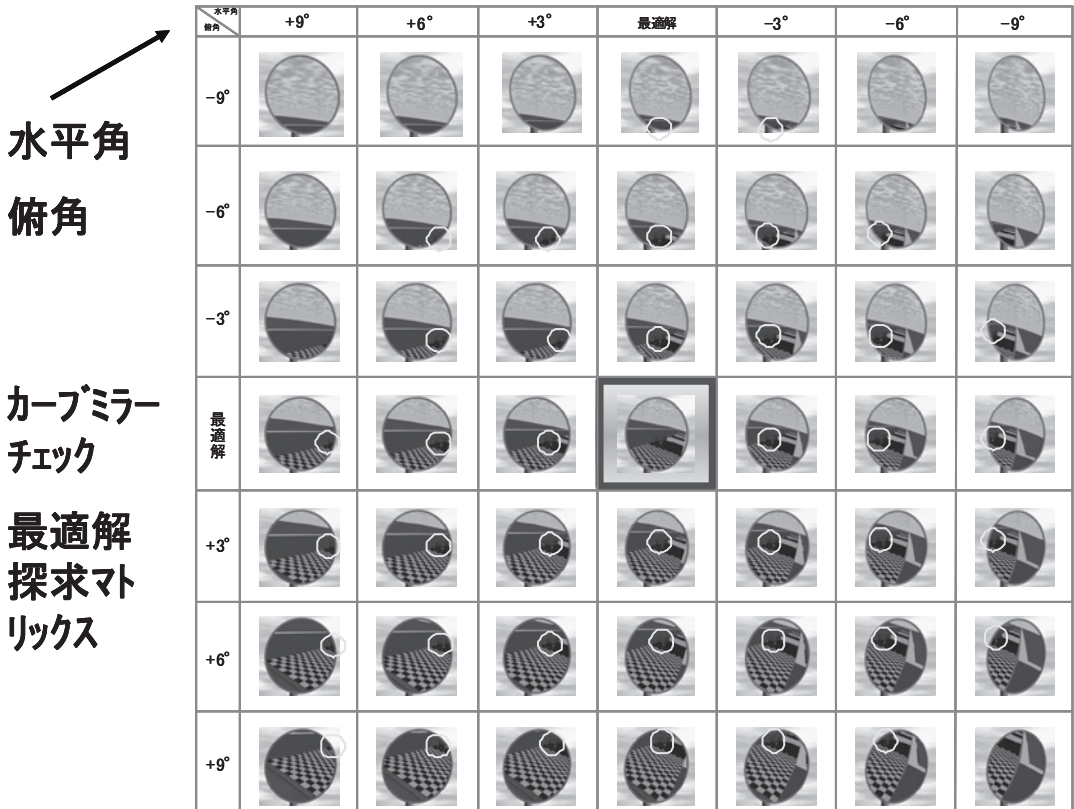 水平角
俯角
+9°
+6°
+3°
最適解
−3°
−6°
−9°
−9°
−6°
−3°
最適解
+3°
+6°
+9°
水平角
俯角
カーブミラー
チェック
最適解
探求マト
リックス